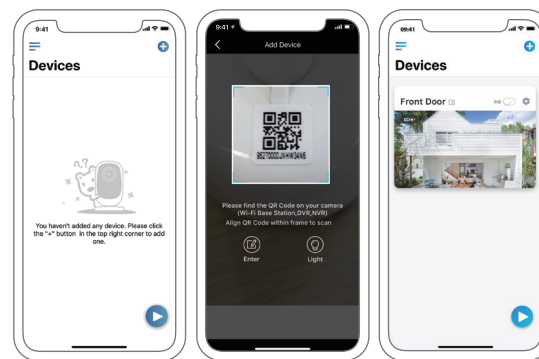 9:41
Devices
You haven't added any device. Please click
the "+" button in the top right corner to add
one.
9:41
Add Device
Please find the QR Code on your camera
(Wi-Fi Base Station,DVR,NVR)
Align QR Code within frame to scan
Enter
Light
09:41
Devices
Front Door
PIR